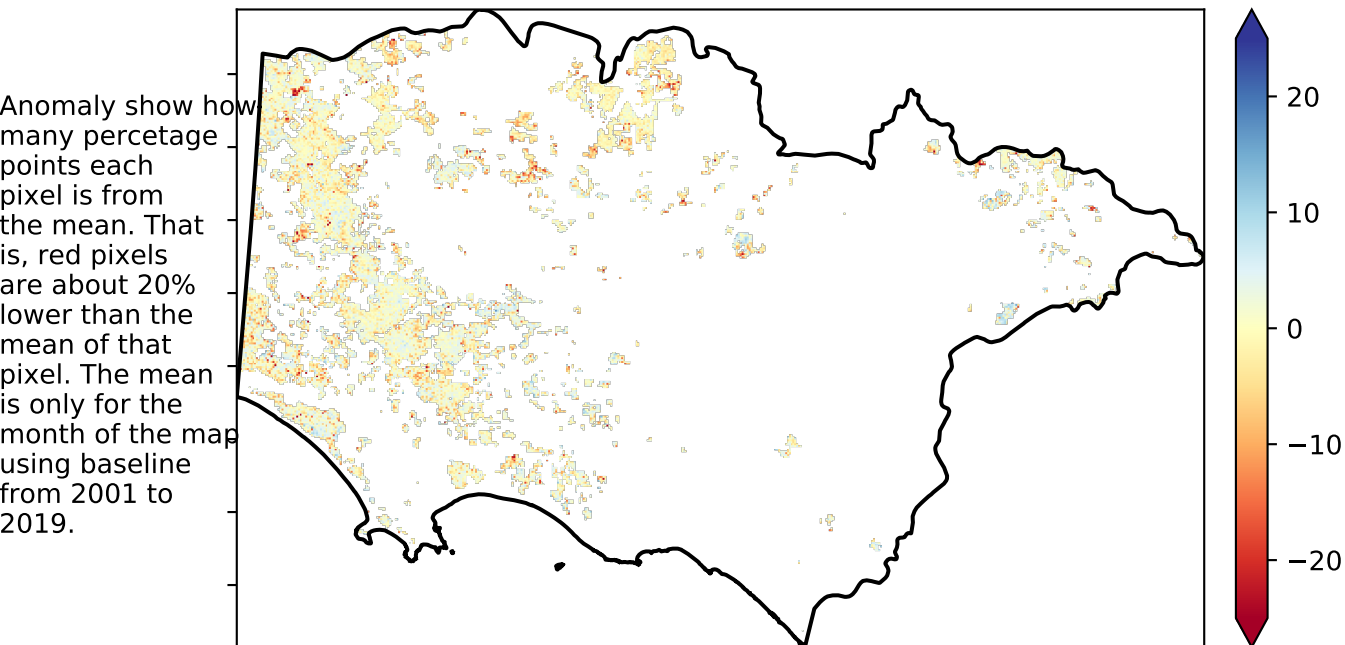 Anomaly show how
many percetage
points each
pixel is from
the mean. That
is, red pixels
are about 20%
lower than the
mean of that
pixel. The mean
is only for the
month of the map
using baseline
from 2001 to
2019.
20
10
0
−10
−20